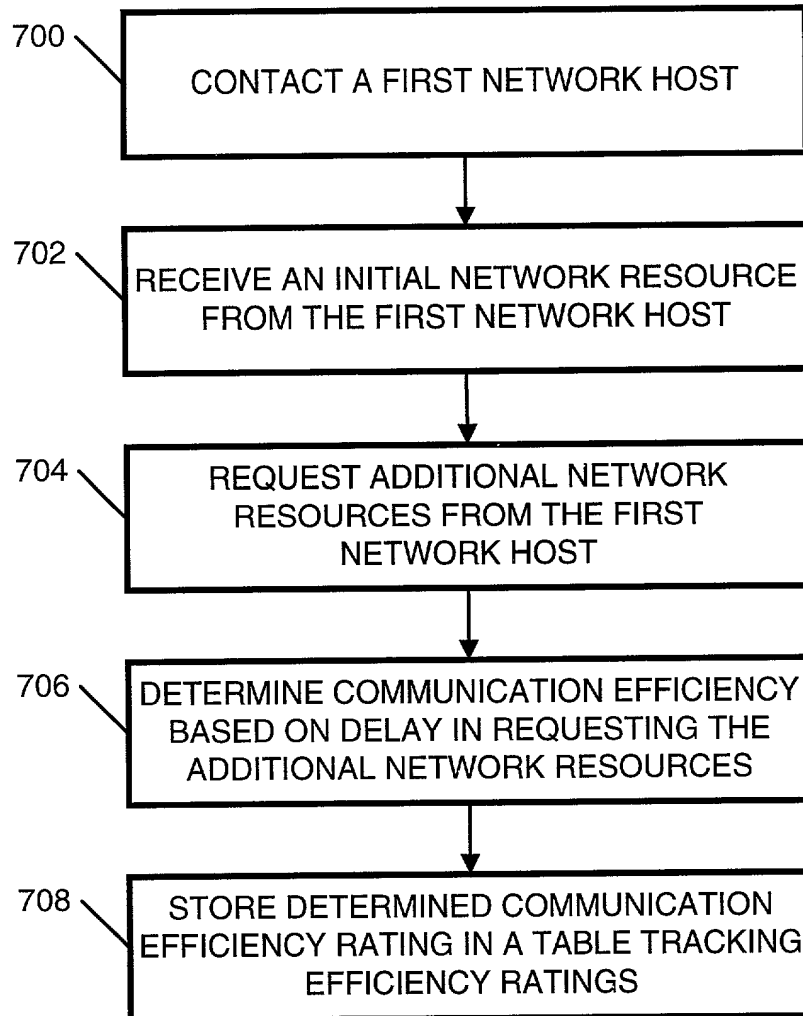 700
CONTACT A FIRST NETWORK HOST
702
RECEIVE AN INITIAL NETWORK RESOURCE
FROM THE FIRST NETWORK HOST
704
REQUEST ADDITIONAL NETWORK
RESOURCES FROM THE FIRST
NETWORK HOST
706
DETERMINE COMMUNICATION EFFICIENCY
BASED ON DELAY IN REQUESTING THE
ADDITIONAL NETWORK RESOURCES
708
STORE DETERMINED COMMUNICATION
EFFICIENCY RATING IN A TABLE TRACKING
EFFICIENCY RATINGS